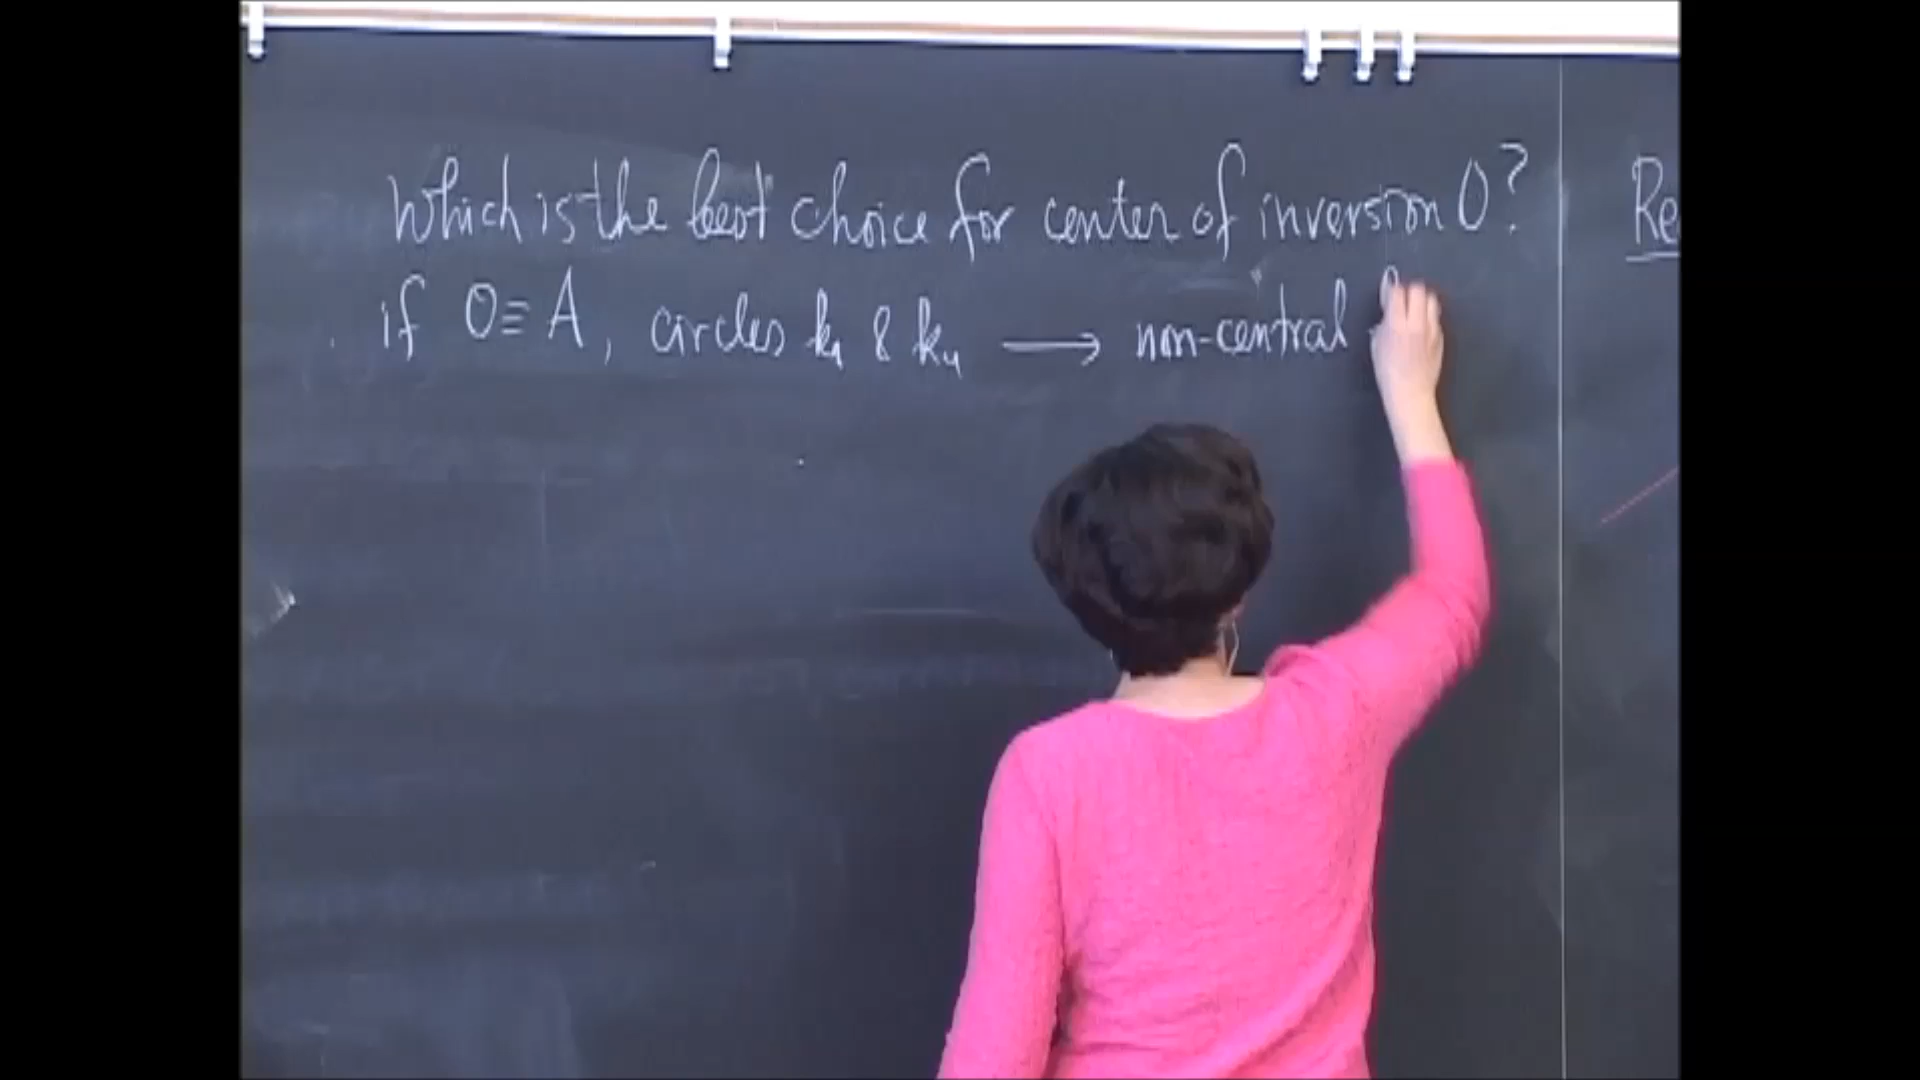 Which is the best choice for center of inversion O?
if O ≡ A, circles k₁ & k₄ ⟶ non-central
Re